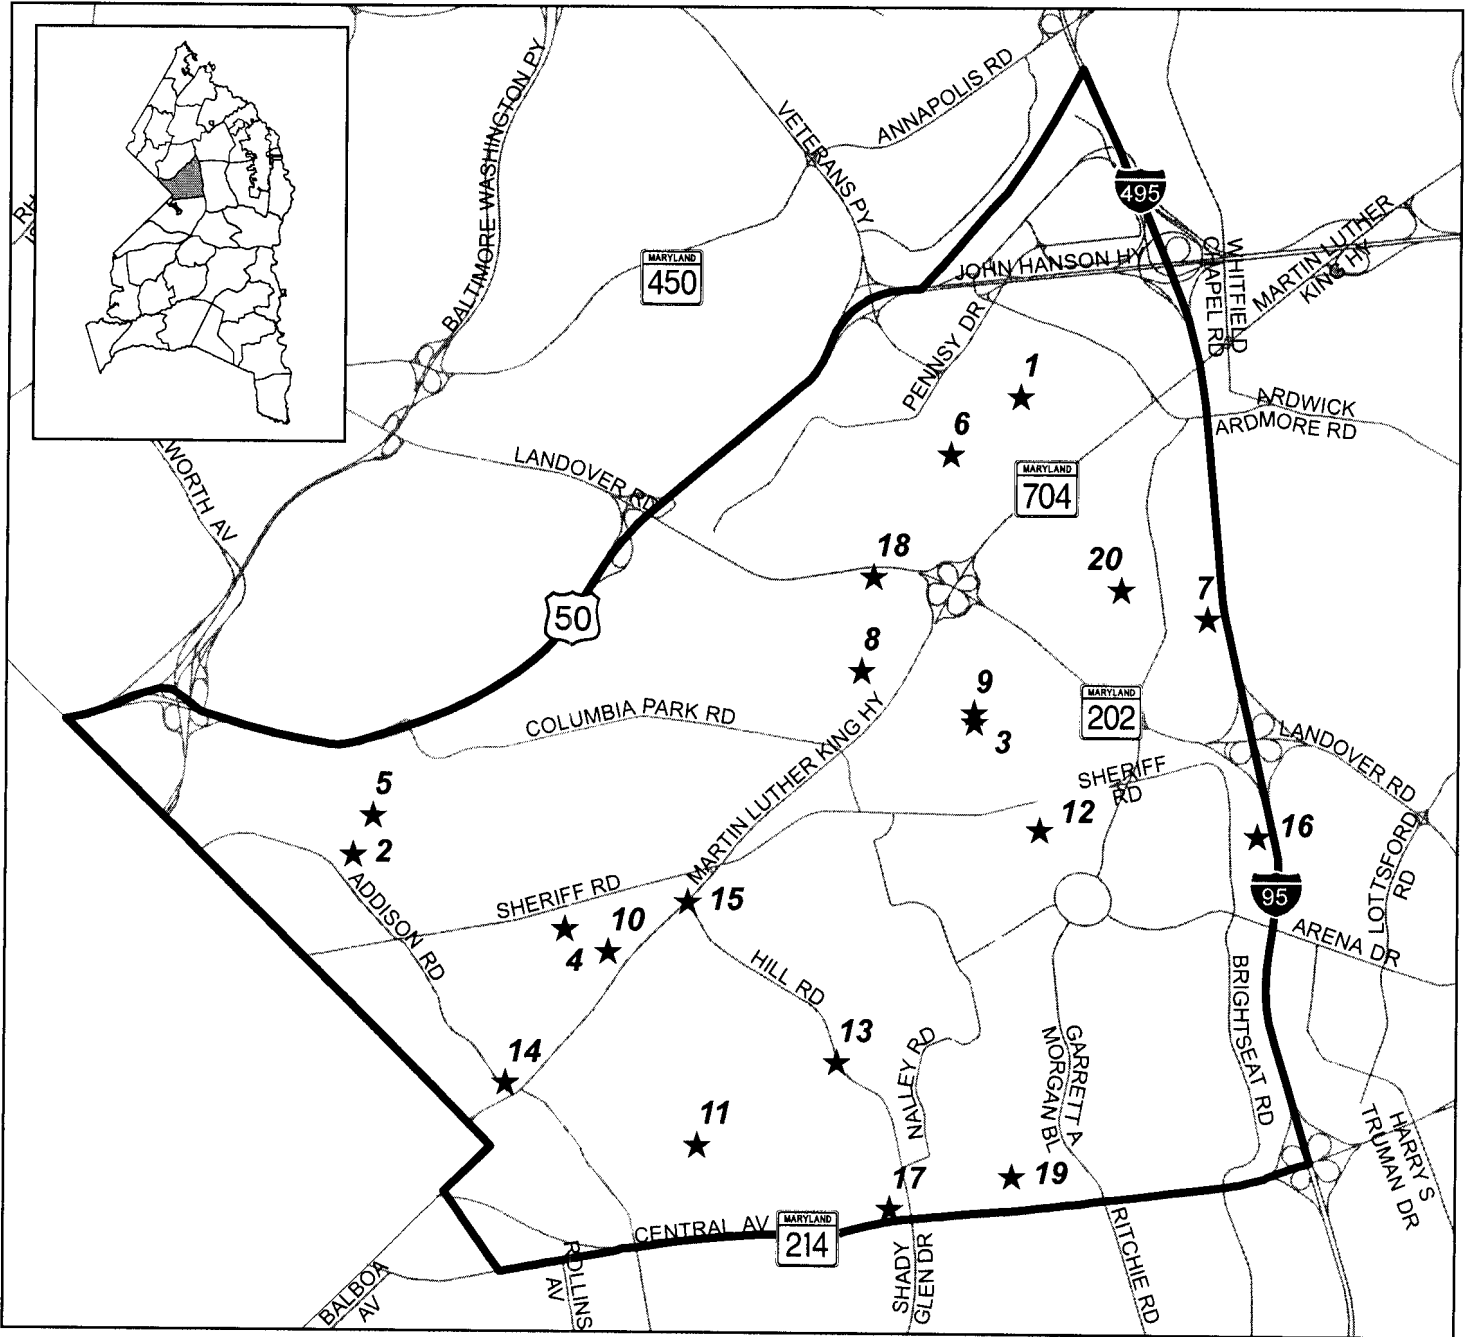 BALTIMORE WASHINGTON PY
VETERANS PY
ANNAPOLIS RD
495
MARYLAND
450
JOHN HANSON HY
WHITFIELD
CHAPEL RD
MARTIN LUTHER
KING HY
RH
PENNSY DR
1
6
ARDWICK
ARDMORE RD
LANDOVER RD
MARYLAND
704
WORTH AV
18
20
7
50
8
9
3
MARYLAND
202
COLUMBIA PARK RD
MARTIN LUTHER KING HY
LANDOVER RD
SHERIFF
RD
5
2
12
16
LOTTSFORD
RD
ADDISON RD
SHERIFF RD
15
10
4
95
ARENA DR
HILL RD
BRIGHTSEAT RD
14
13
NALLEY RD
GARRETT A
MORGAN BL
11
HARRY S
TRUMAN DR
17
19
CENTRAL AV
MARYLAND
214
ROLLINS
AV
BALBOA
AV
SHADY
GLEN DR
RITCHIE RD